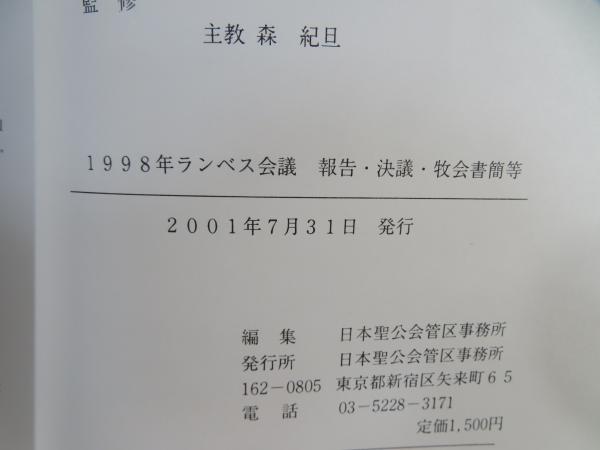 監修
主教 森 紀旦
1998年ランベス会議 報告・決議・牧会書簡等
2001年7月31日 発行
編集 日本聖公会管区事務所
発行所 日本聖公会管区事務所
162-0805 東京都新宿区矢来町65
電話 03-5228-3171
定価1,500円